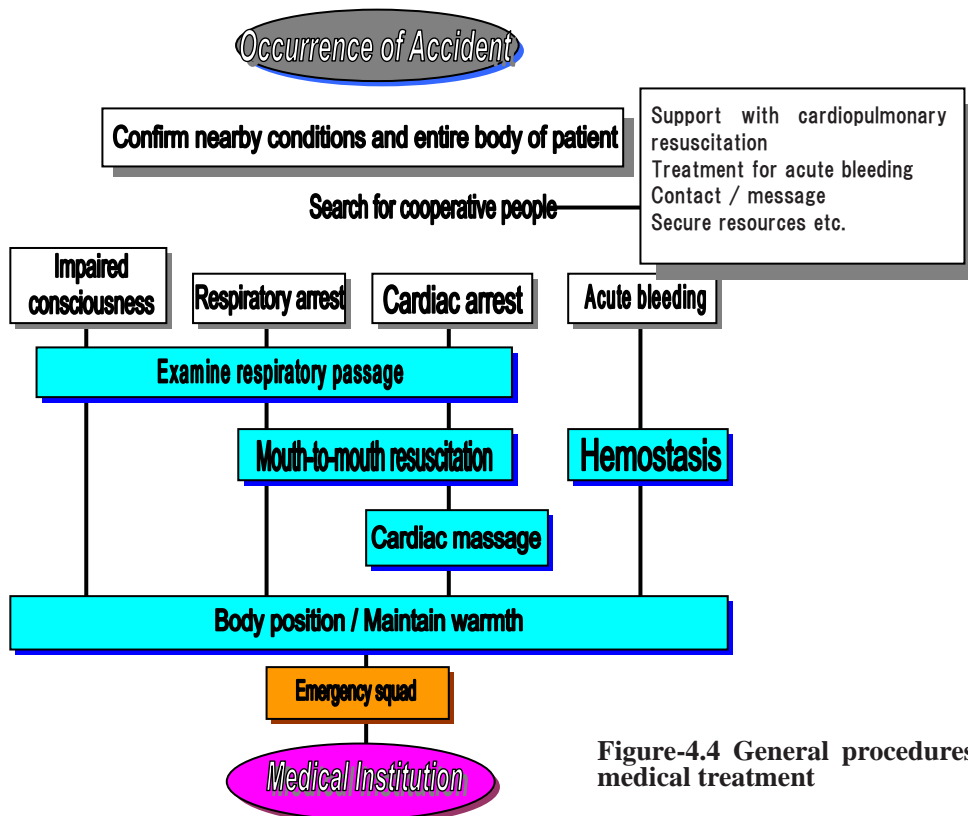 Occurrence of Accident
Confirm nearby conditions and entire body of patient
Support with cardiopulmonary
resuscitation
Treatment for acute bleeding
Contact / message
Secure resources etc.
Search for cooperative people
Impaired
consciousness
Respiratory arrest
Cardiac arrest
Acute bleeding
Examine respiratory passage
Mouth-to-mouth resuscitation
Hemostasis
Cardiac massage
Body position / Maintain warmth
Emergency squad
Medical Institution
Figure-4.4 General procedures
medical treatment